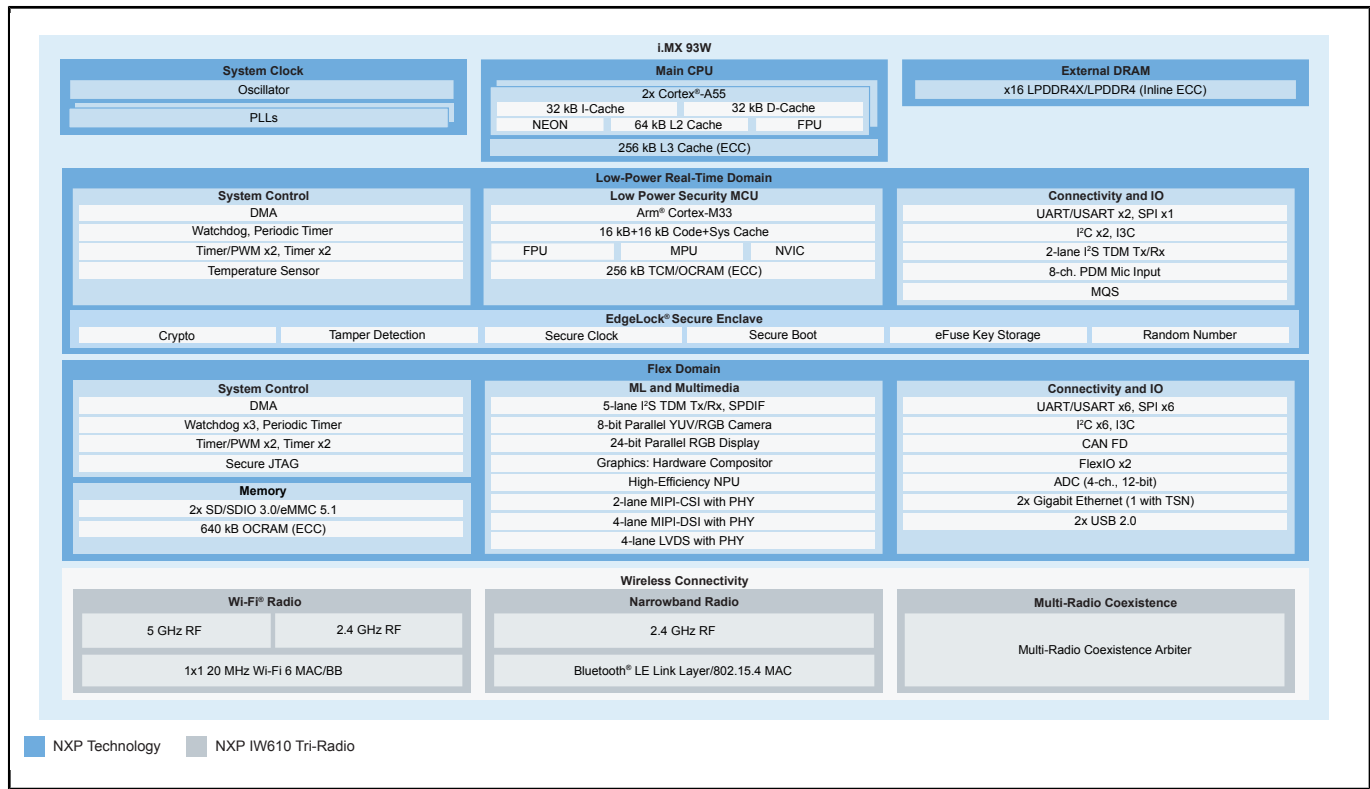 i.MX 93W
System Clock
Oscillator
PLLs
Main CPU
2x Cortex®-A55
32 kB I-Cache 32 kB D-Cache
NEON 64 kB L2 Cache FPU
256 kB L3 Cache (ECC)
External DRAM
x16 LPDDR4X/LPDDR4 (Inline ECC)
Low-Power Real-Time Domain
System Control
DMA
Watchdog, Periodic Timer
Timer/PWM x2, Timer x2
Temperature Sensor
Low Power Security MCU
Arm® Cortex-M33
16 kB+16 kB Code+Sys Cache
FPU MPU NVIC
256 kB TCM/OCRAM (ECC)
Connectivity and IO
UART/USART x2, SPI x1
I²C x2, I3C
2-lane I²S TDM Tx/Rx
8-ch. PDM Mic Input
MQS
EdgeLock® Secure Enclave
Crypto Tamper Detection Secure Clock Secure Boot eFuse Key Storage Random Number
Flex Domain
System Control
DMA
Watchdog x3, Periodic Timer
Timer/PWM x2, Timer x2
Secure JTAG
Memory
2x SD/SDIO 3.0/eMMC 5.1
640 kB OCRAM (ECC)
ML and Multimedia
5-lane I²S TDM Tx/Rx, SPDIF
8-bit Parallel YUV/RGB Camera
24-bit Parallel RGB Display
Graphics: Hardware Compositor
High-Efficiency NPU
2-lane MIPI-CSI with PHY
4-lane MIPI-DSI with PHY
4-lane LVDS with PHY
Connectivity and IO
UART/USART x6, SPI x6
I²C x6, I3C
CAN FD
FlexIO x2
ADC (4-ch., 12-bit)
2x Gigabit Ethernet (1 with TSN)
2x USB 2.0
Wireless Connectivity
Wi-Fi® Radio
5 GHz RF 2.4 GHz RF
1x1 20 MHz Wi-Fi 6 MAC/BB
Narrowband Radio
2.4 GHz RF
Bluetooth® LE Link Layer/802.15.4 MAC
Multi-Radio Coexistence
Multi-Radio Coexistence Arbiter
NXP Technology NXP IW610 Tri-Radio